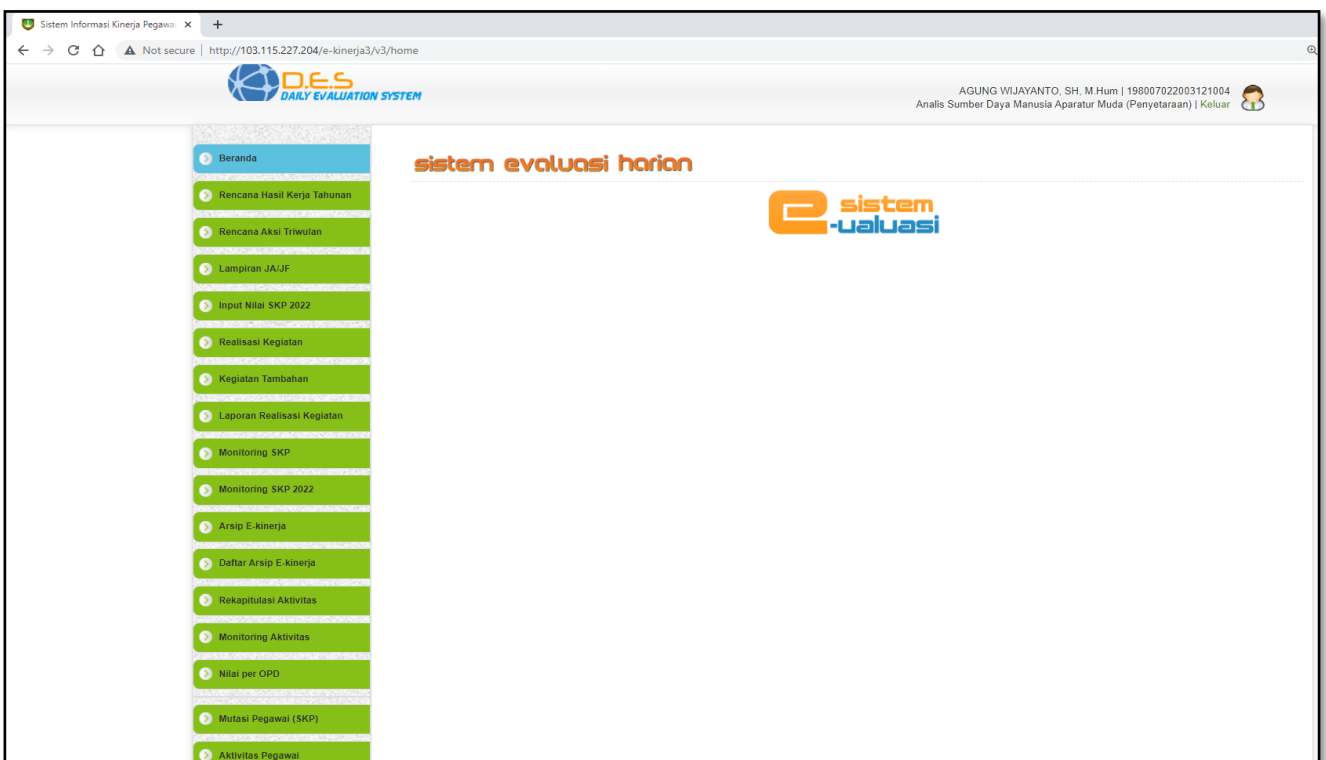 Sistem Informasi Kinerja Pegawai
Not secure | http://103.115.227.204/e-kinerja3/v3/home
D.E.S
DAILY EVALUATION SYSTEM
AGUNG WIJAYANTO, SH, M.Hum | 198007022003121004
Analis Sumber Daya Manusia Aparatur Muda (Penyetaraan) | Keluar
Beranda
sistem evaluasi harian
Rencana Hasil Kerja Tahunan
e sistem
-valuasi
Rencana Aksi Triwulan
Lampiran JA/JF
Input Nilai SKP 2022
Realisasi Kegiatan
Kegiatan Tambahan
Laporan Realisasi Kegiatan
Monitoring SKP
Monitoring SKP 2022
Arsip E-kinerja
Daftar Arsip E-kinerja
Rekapitulasi Aktivitas
Monitoring Aktivitas
Nilai per OPD
Mutasi Pegawai (SKP)
Aktivitas Pegawai